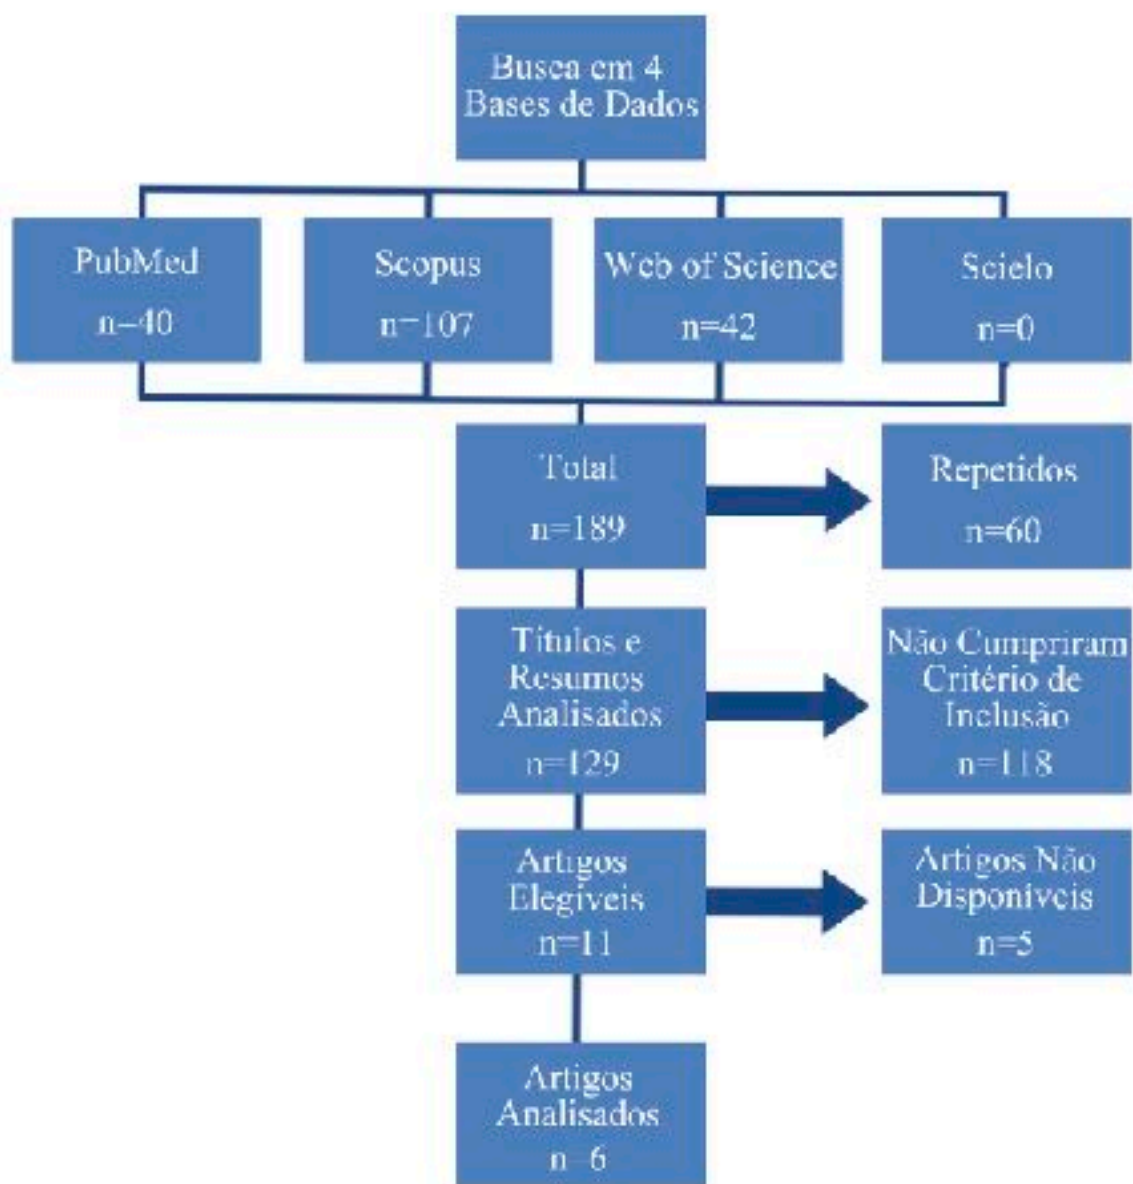 Busca em 4
Bases de Dados
PubMed
n=40
Scopus
n=107
Web of Science
n=42
Scielo
n=0
Total
n=189
Repetidos
n=60
Títulos e
Resumos
Analisados
n=129
Não Cumpriram
Critério de
Inclusão
n=118
Artigos
Elegíveis
n=11
Artigos Não
Disponíveis
n=5
Artigos
Analisados
n=6